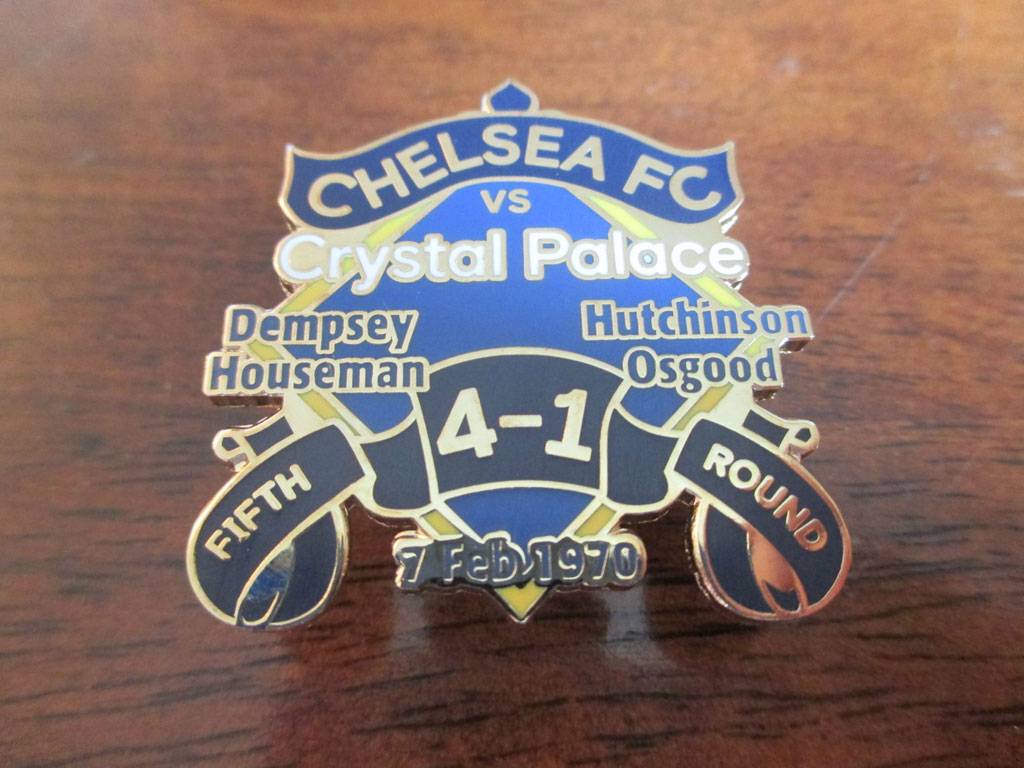 CHELSEA FC
vs
Crystal Palace
Dempsey
Houseman
Hutchinson
Osgood
4-1
FIFTH ROUND
7 Feb 1970